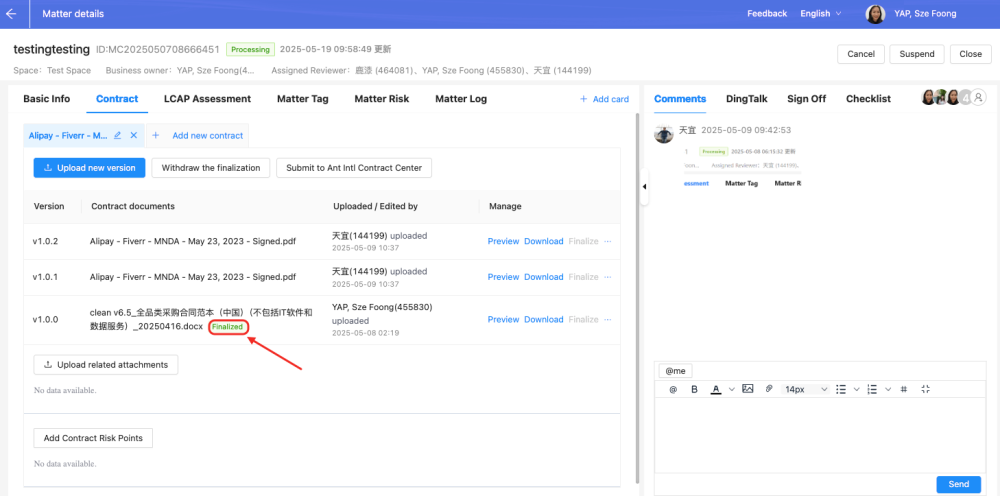 Matter details
Feedback
English
YAP, Sze Foong
testingtesting ID:MC2025050708666451 Processing 2025-05-19 09:58:49 更新
Cancel
Suspend
Close
Space: Test Space Business owner: YAP, Sze Foong(4... Assigned Reviewer: 鹿漆 (464081)、YAP, Sze Foong (455830)、天宜 (144199)
Basic Info
Contract
LCAP Assessment
Matter Tag
Matter Risk
Matter Log
+ Add card
Comments
DingTalk
Sign Off
Checklist
Alipay - Fiverr - M...
+ Add new contract
Upload new version
Withdraw the finalization
Submit to Ant Intl Contract Center
Version
Contract documents
Uploaded / Edited by
Manage
v1.0.2
Alipay - Fiverr - MNDA - May 23, 2023 - Signed.pdf
天宜(144199) uploaded
2025-05-09 10:37
Preview Download Finalize ...
v1.0.1
Alipay - Fiverr - MNDA - May 23, 2023 - Signed.pdf
天宜(144199) uploaded
2025-05-09 10:37
Preview Download Finalize ...
v1.0.0
clean v6.5_全品类采购合同范本（中国）（不包括IT软件和
数据服务）_20250416.docx Finalized
YAP, Sze Foong(455830)
uploaded
2025-05-08 02:19
Preview Download Finalize ...
Upload related attachments
No data available.
Add Contract Risk Points
No data available.
天宜 2025-05-09 09:42:53
1 Processing 2025-05-08 06:15:52 更新
Assigned Reviewer: 天宜 (144199),
essment Matter Tag Matter R
@me
@ B A 14px
Send